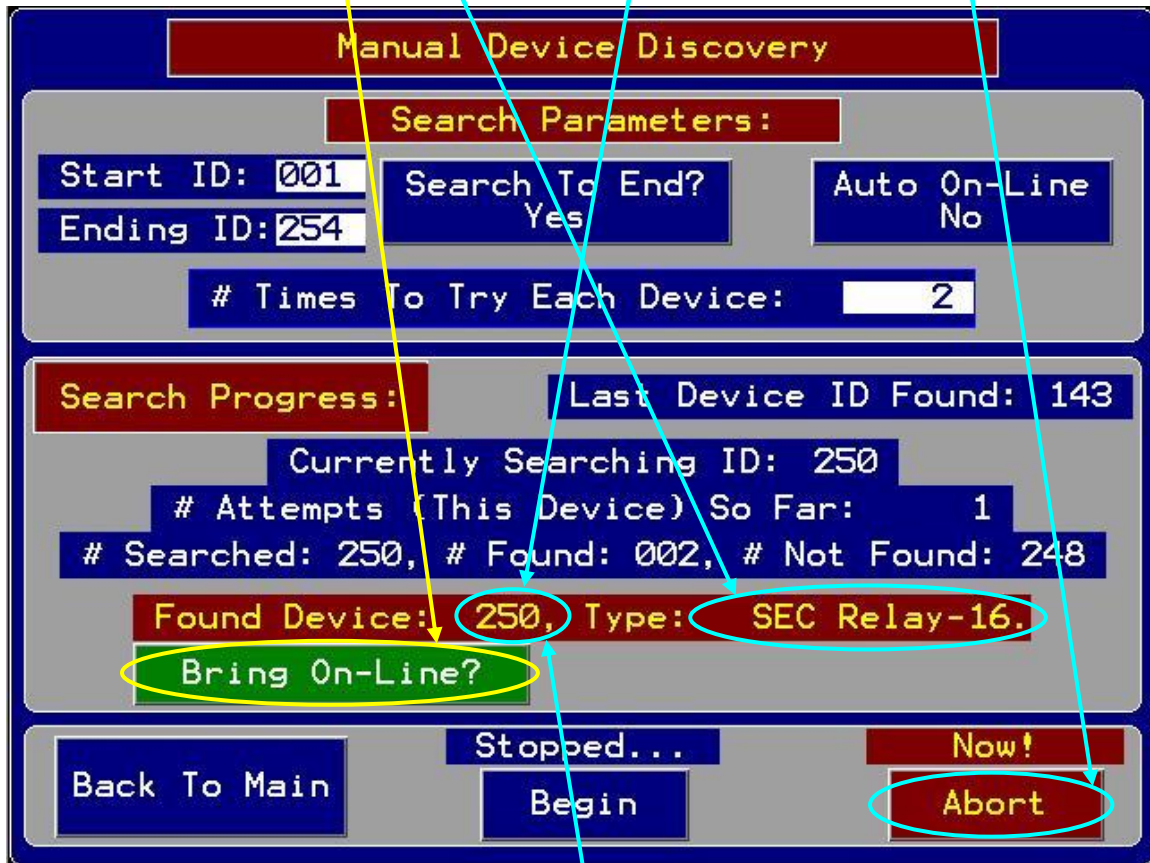 Manual Device Discovery
Search Parameters:
Start ID: 001
Ending ID: 254
Search To End?
Yes
Auto On-Line
No
# Times To Try Each Device: 2
Search Progress:
Last Device ID Found: 143
Currently Searching ID: 250
# Attempts (This Device) So Far: 1
# Searched: 250, # Found: 002, # Not Found: 248
Found Device: 250, Type: SEC Relay-16.
Bring On-Line?
Back To Main
Stopped...
Begin
Now!
Abort